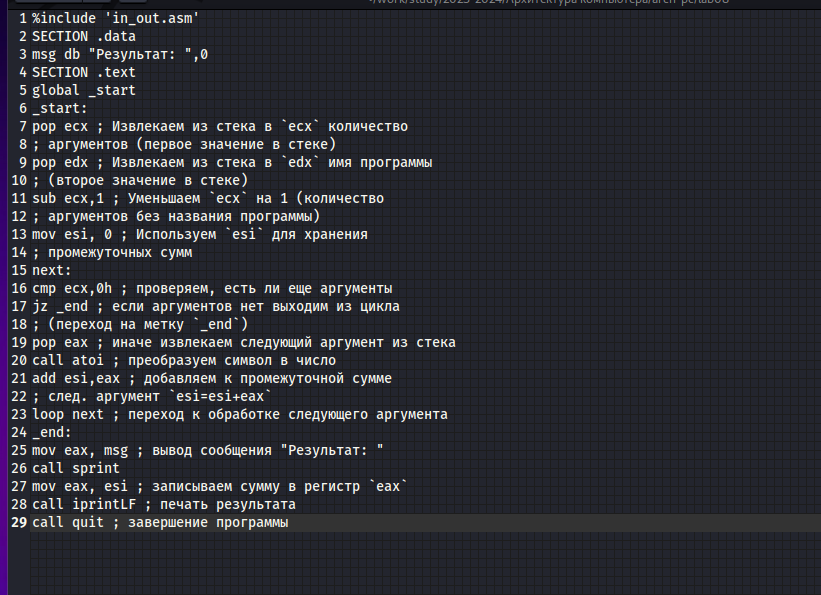 ~/work/study/2023-2024/Архитектура компьютера/arch-pc/lab08
1 %include 'in_out.asm'
2 SECTION .data
3 msg db "Результат: ",0
4 SECTION .text
5 global _start
6 _start:
7 pop ecx ; Извлекаем из стека в `ecx` количество
8 ; аргументов (первое значение в стеке)
9 pop edx ; Извлекаем из стека в `edx` имя программы
10 ; (второе значение в стеке)
11 sub ecx,1 ; Уменьшаем `ecx` на 1 (количество
12 ; аргументов без названия программы)
13 mov esi, 0 ; Используем `esi` для хранения
14 ; промежуточных сумм
15 next:
16 cmp ecx,0h ; проверяем, есть ли еще аргументы
17 jz _end ; если аргументов нет выходим из цикла
18 ; (переход на метку `_end`)
19 pop eax ; иначе извлекаем следующий аргумент из стека
20 call atoi ; преобразуем символ в число
21 add esi,eax ; добавляем к промежуточной сумме
22 ; след. аргумент `esi=esi+eax`
23 loop next ; переход к обработке следующего аргумента
24 _end:
25 mov eax, msg ; вывод сообщения "Результат: "
26 call sprint
27 mov eax, esi ; записываем сумму в регистр `eax`
28 call iprintLF ; печать результата
29 call quit ; завершение программы